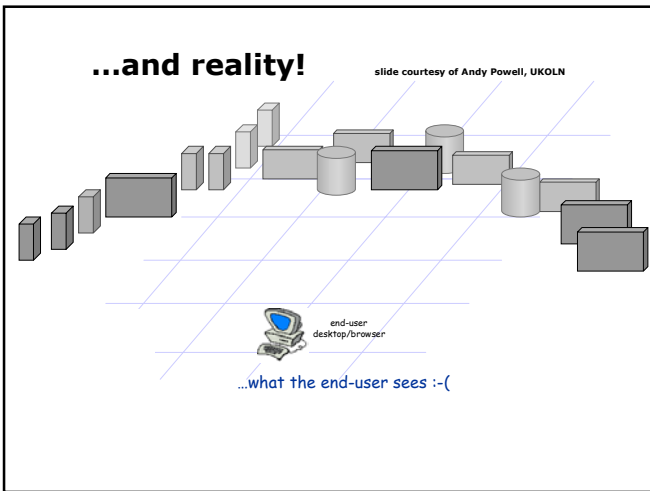 ...and reality!
slide courtesy of Andy Powell, UKOLN
end-user
desktop/browser
...what the end-user sees :-(